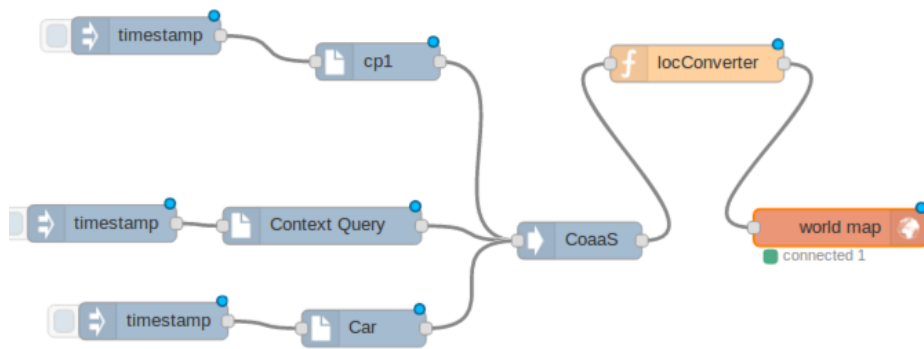 timestamp
cp1
locConverter
timestamp
Context Query
CoaaS
world map
connected 1
timestamp
Car